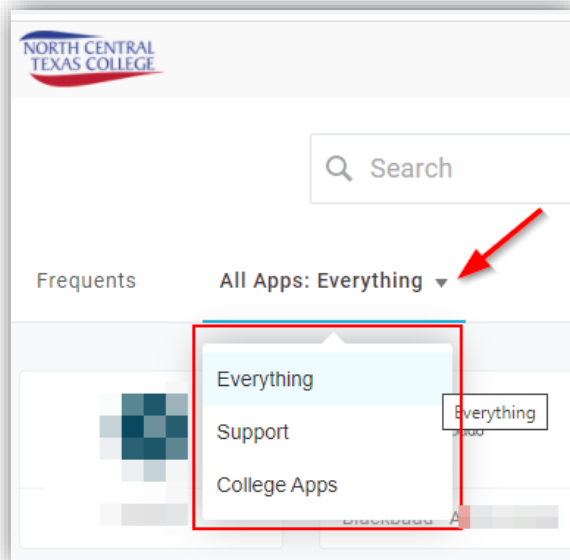 NORTH CENTRAL
TEXAS COLLEGE
Search
Frequents
All Apps: Everything
Everything
Everything
Support
College Apps